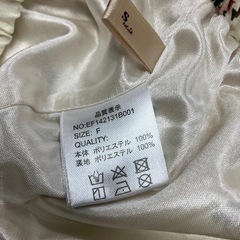 品質表示
NO:EF142131B001
SIZE: F
QUALITY:
本体 ポリエステル 100%
裏地 ポリエステル 100%